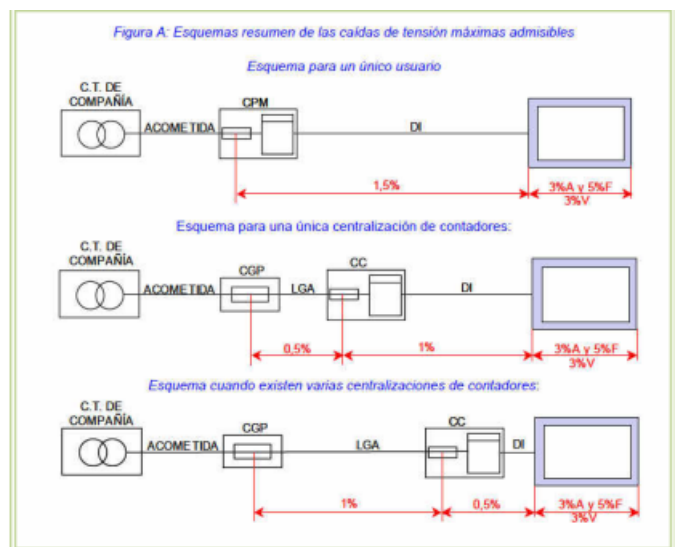 Figura A: Esquemas resumen de las caídas de tensión máximas admisibles
Esquema para un único usuario
C.T. DE
COMPAÑÍA
ACOMETIDA
CPM
DI
1,5%
3%A y 5%F
3%V
Esquema para una única centralización de contadores:
C.T. DE
COMPAÑÍA
ACOMETIDA
CGP
LGA
CC
DI
0,5%
1%
3%A y 5%F
3%V
Esquema cuando existen varias centralizaciones de contadores:
C.T. DE
COMPAÑÍA
ACOMETIDA
CGP
LGA
CC
DI
1%
0,5%
3%A y 5%F
3%V